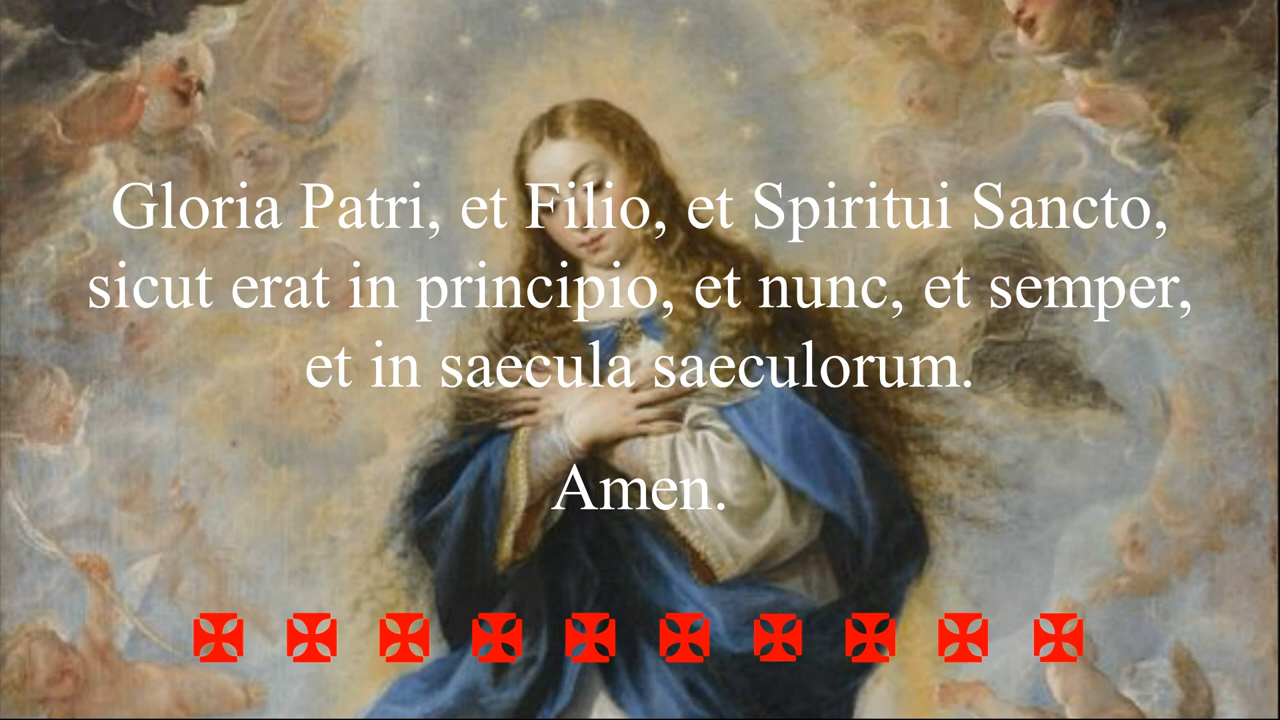 Gloria Patri, et Filio, et Spiritui Sancto,
sicut erat in principio, et nunc, et semper,
et in saecula saeculorum.
Amen.